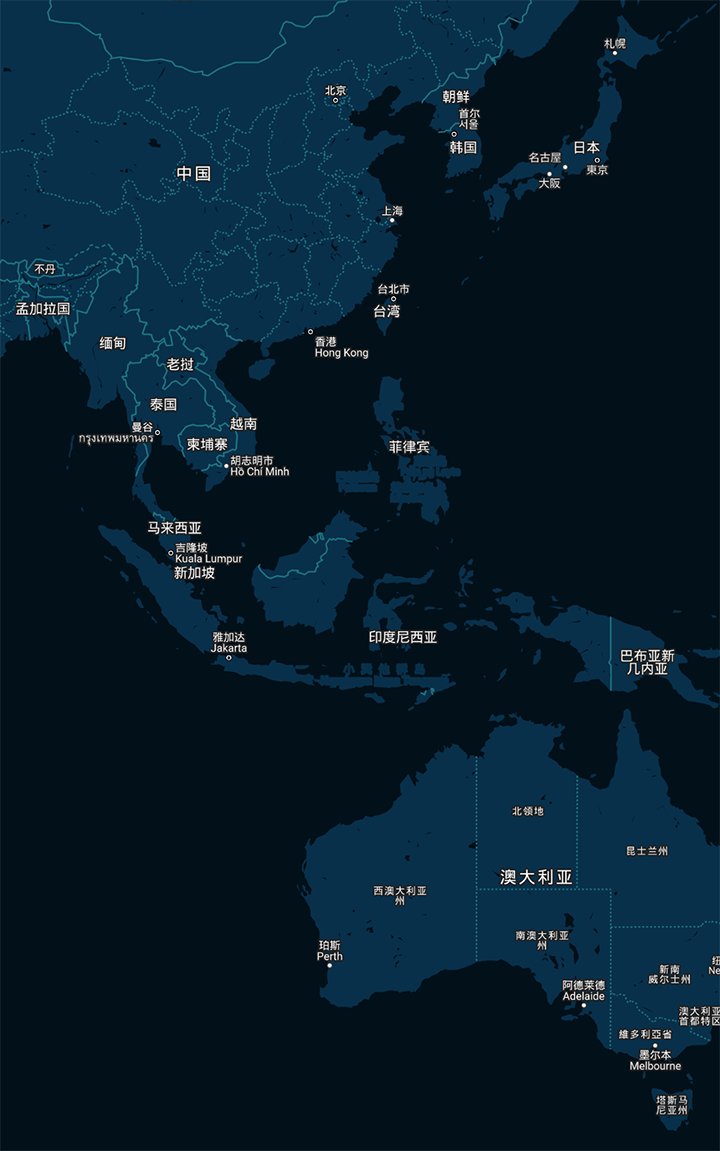 札幌
北京
朝鲜
首尔
서울
韩国
日本
名古屋
東京
大阪
中国
上海
不丹
台北市
孟加拉国
台湾
香港
Hong Kong
缅甸
老挝
泰国
越南
曼谷
กรุงเทพมหานคร
柬埔寨
菲律宾
胡志明市
Hồ Chí Minh
马来西亚
吉隆坡
Kuala Lumpur
新加坡
雅加达
Jakarta
印度尼西亚
巴布亚新
几内亚
北领地
昆士兰州
澳大利亚
西澳大利亚
州
南澳大利亚
州
珀斯
Perth
新南
威尔士州
纽
Ne
阿德莱德
Adelaide
澳大利亚
首都特区
維多利亞省
墨尔本
Melbourne
塔斯马
尼亚州